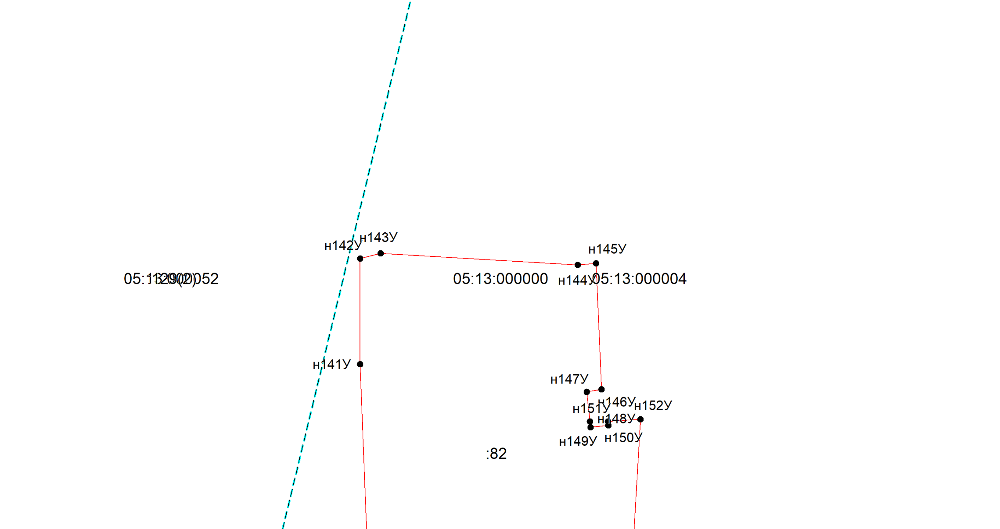 н143У
н142У
н145У
05:13:000000
н144У
05:13:000004
н141У
н147У
н146У
н152У
н151У
н148У
н150У
н149У
:82